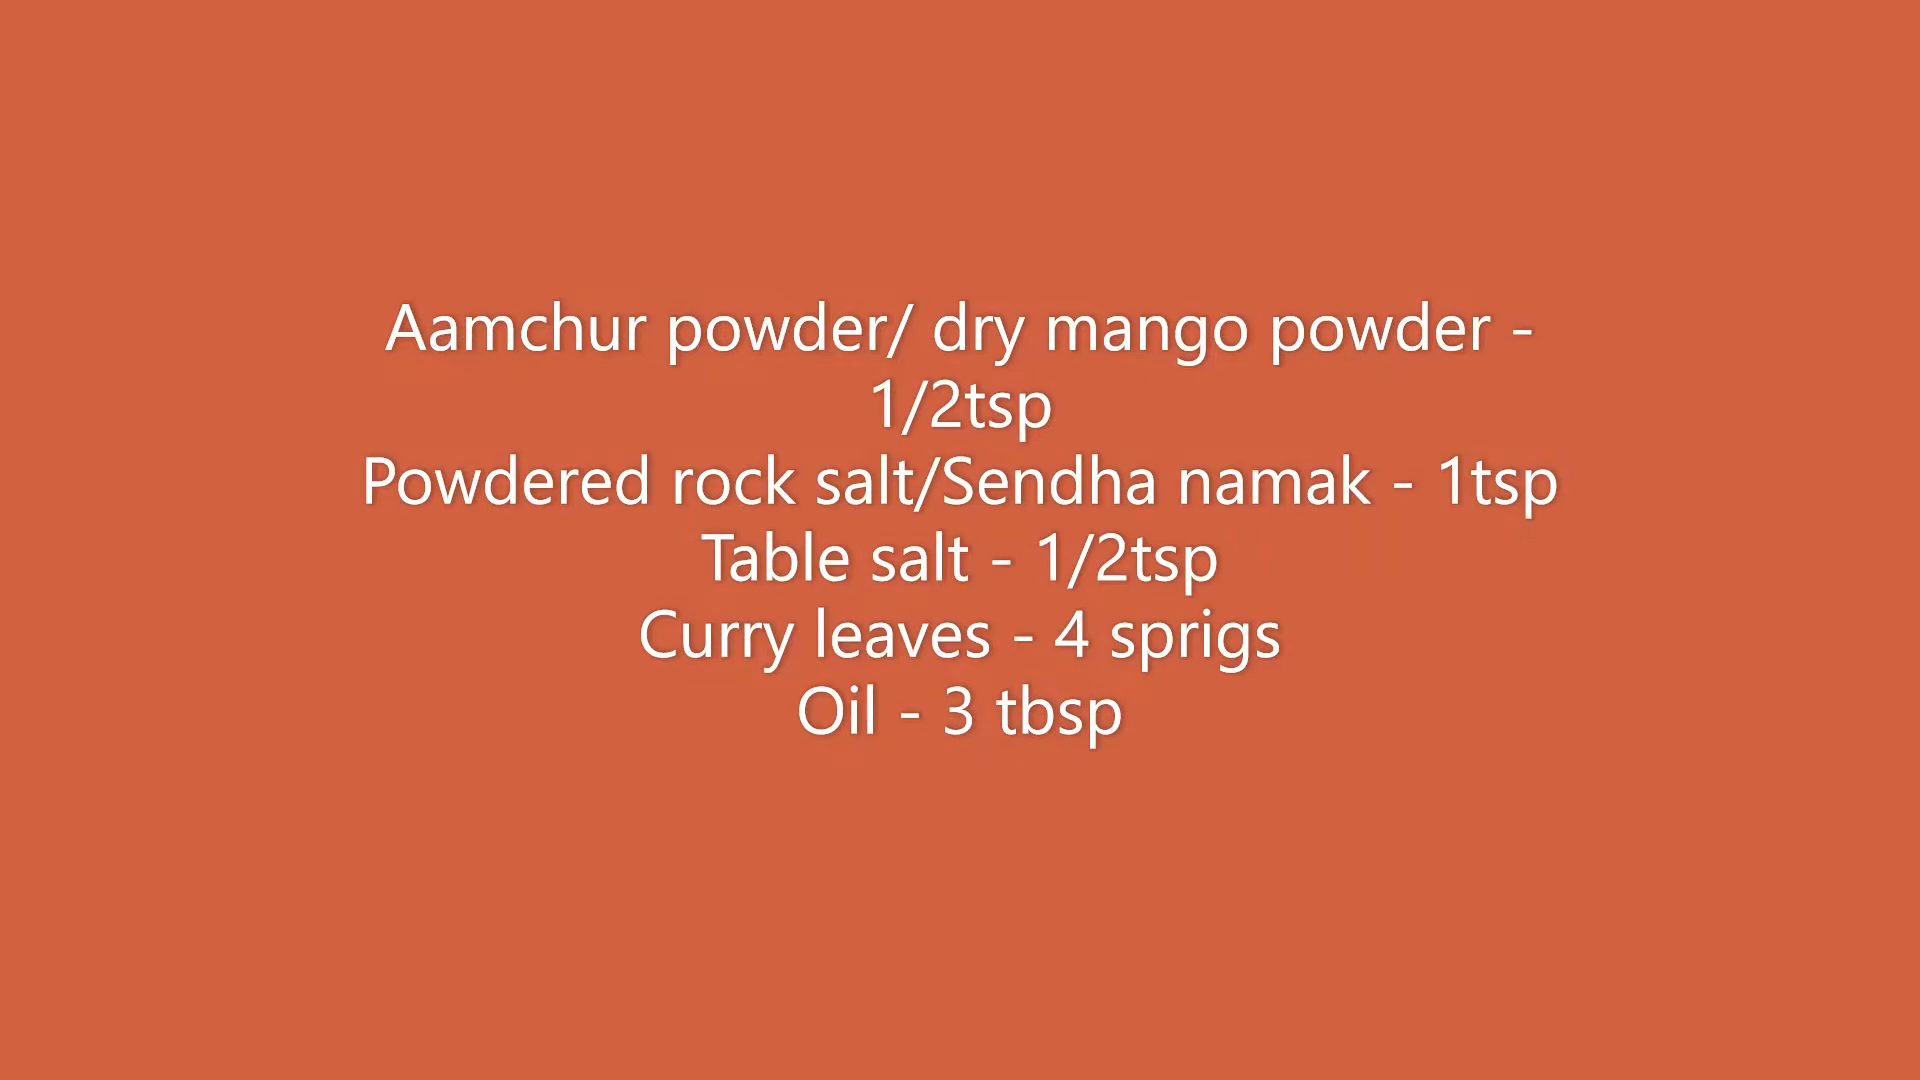 Aamchur powder/ dry mango powder -
1/2tsp
Powdered rock salt/Sendha namak - 1tsp
Table salt - 1/2tsp
Curry leaves - 4 sprigs
Oil - 3 tbsp